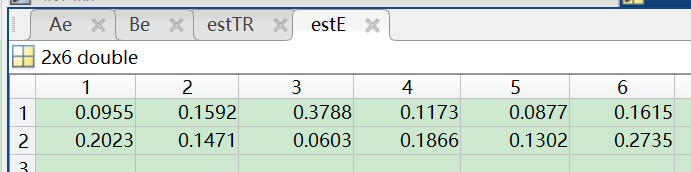 Ae Be estTR estE
2x6 double
1 2 3 4 5 6
1 0.0955 0.1592 0.3788 0.1173 0.0877 0.1615
2 0.2023 0.1471 0.0603 0.1866 0.1302 0.2735